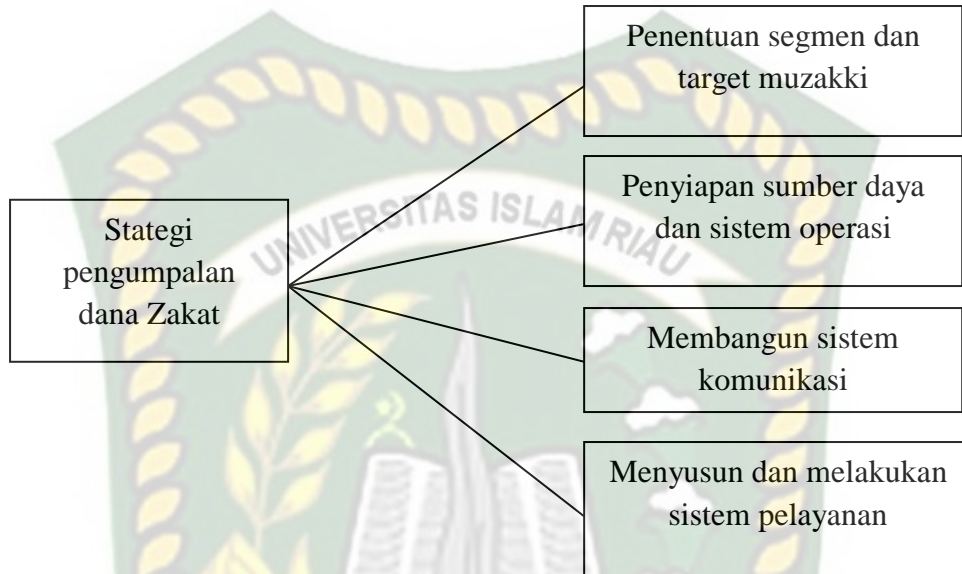 Penentuan segmen dan
target muzakki
Penyiapan sumber daya
dan sistem operasi
Stategi
pengumpalan
dana Zakat
UNIVERSITAS ISLAM RIAU
Membangun sistem
komunikasi
Menyusun dan melakukan
sistem pelayanan